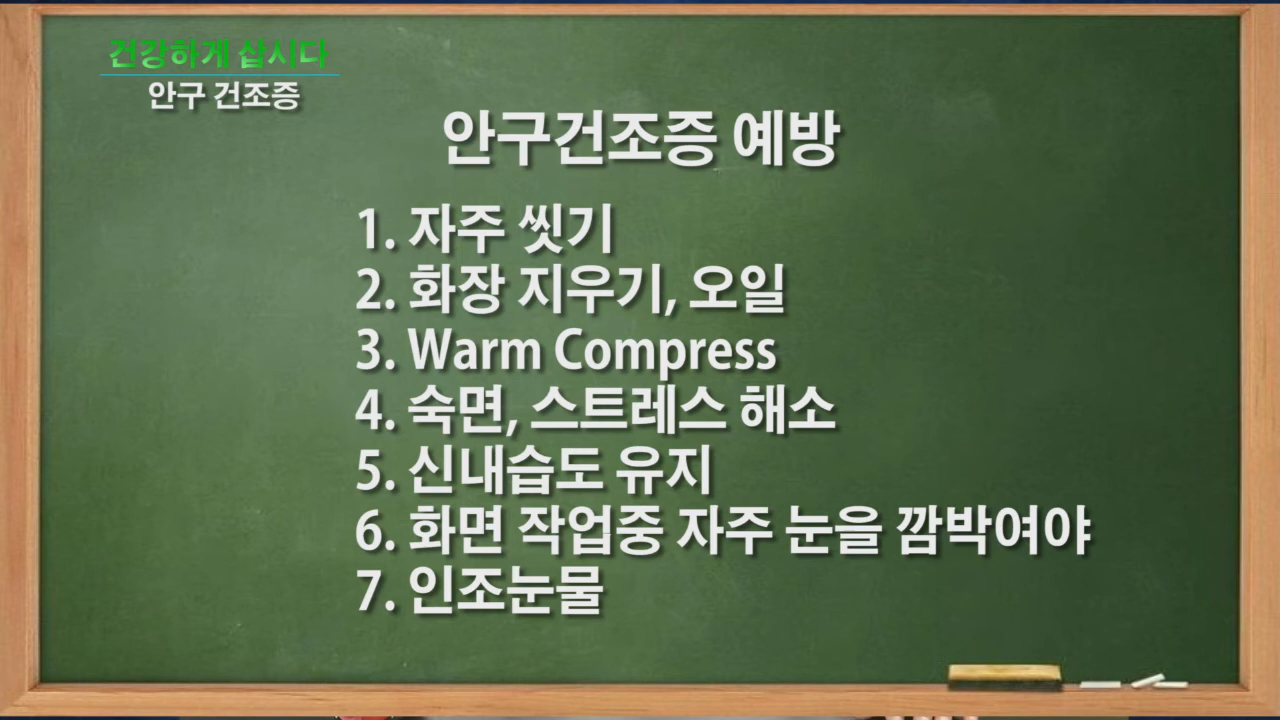 건강하게 삽시다
안구 건조증
안구건조증 예방
1. 자주 씻기
2. 화장 지우기, 오일
3. Warm Compress
4. 숙면, 스트레스 해소
5. 신내습도 유지
6. 화면 작업중 자주 눈을 깜박여야
7. 인조눈물